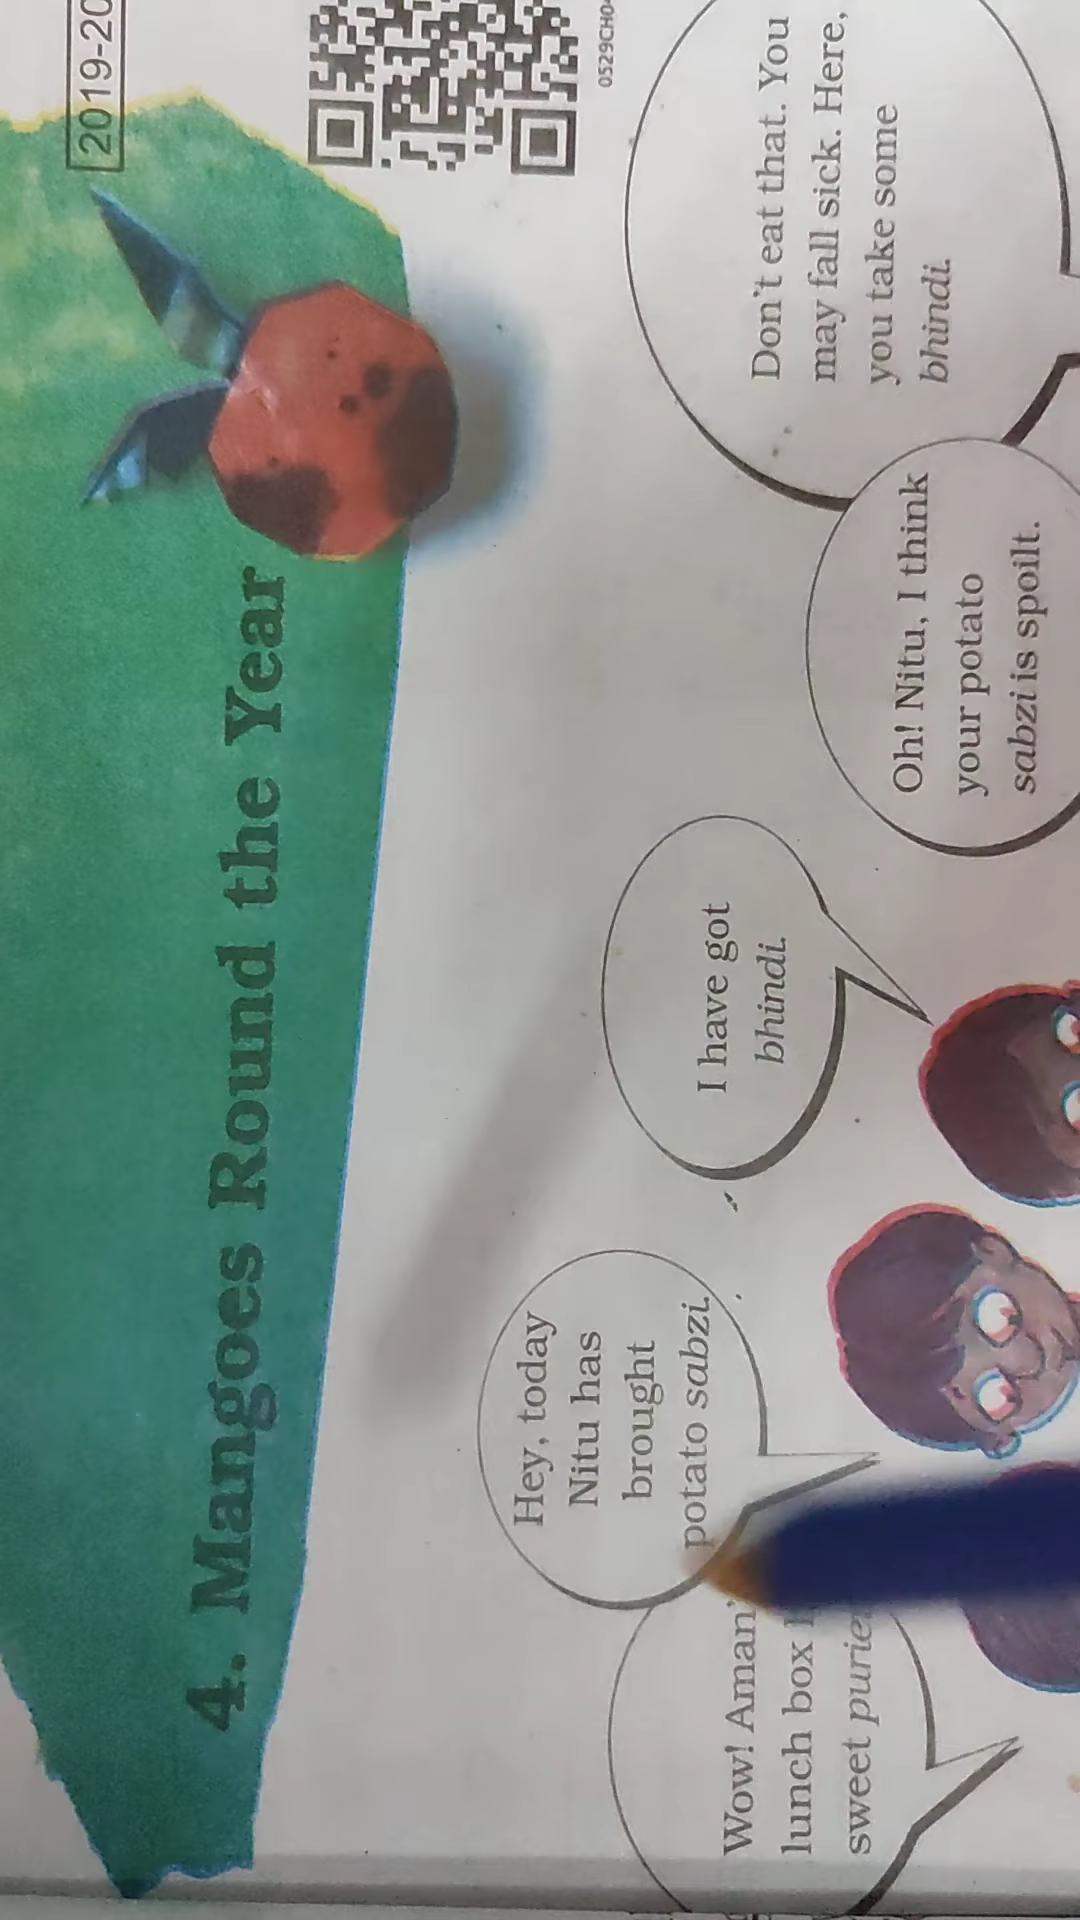 2019-20
4. Mangoes Round the Year
0529CH04
Hey, today
Nitu has
brought
potato sabzi.
Wow! Aman's
lunch box
sweet
I have got
bhindi.
Oh! Nitu, I think
your potato
sabzi is spoilt.
Don't eat that. You
may fall sick. Here,
you take some
bhindi.